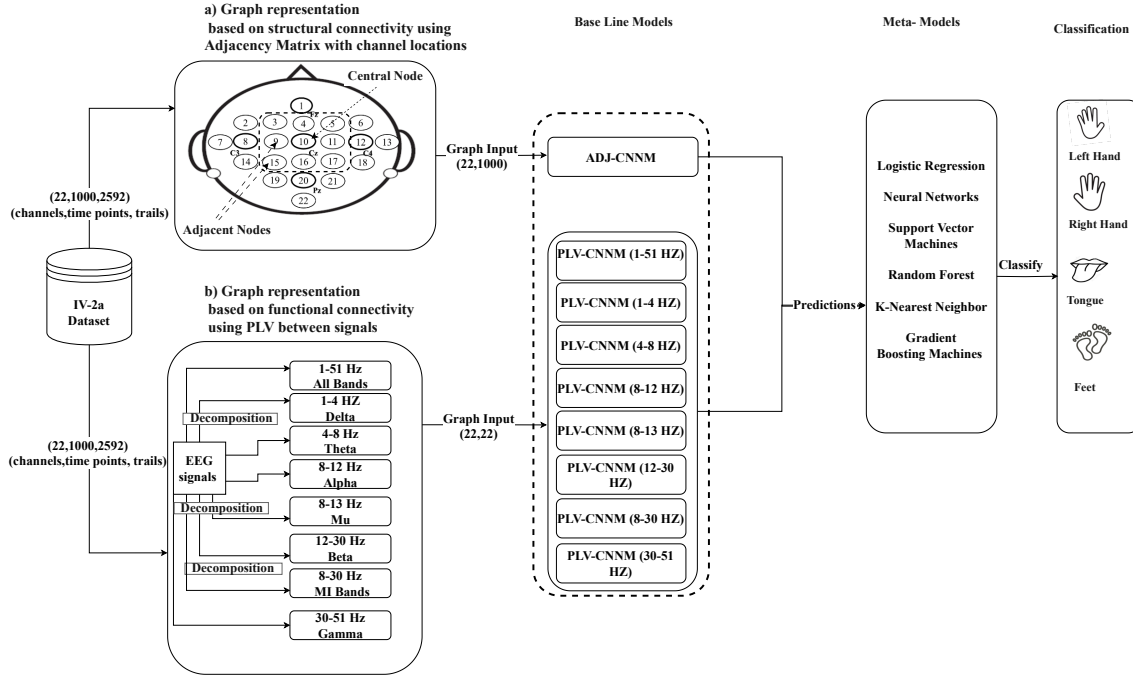 a) Graph representation
based on structural connectivity using
Adjacency Matrix with channel locations
Base Line Models
Meta- Models
Classification
Central Node
1
Fz
2
3
4
5
6
7
8
9
10
11
12
13
C3
Cz
C4
14
15
16
17
18
19
20
21
Pz
22
Adjacent Nodes
(22,1000,2592)
(channels,time points, trails)
IV-2a
Dataset
(22,1000,2592)
(channels,time points, trails)
Graph Input
(22,1000)
b) Graph representation
based on functional connectivity
using PLV between signals
EEG
signals
Decomposition
Decomposition
Decomposition
1-51 Hz
All Bands
1-4 HZ
Delta
4-8 Hz
Theta
8-12 Hz
Alpha
8-13 Hz
Mu
12-30 Hz
Beta
8-30 Hz
MI Bands
30-51 Hz
Gamma
Graph Input
(22,22)
ADJ-CNNM
PLV-CNNM (1-51 HZ)
PLV-CNNM (1-4 HZ)
PLV-CNNM (4-8 HZ)
PLV-CNNM (8-12 HZ)
PLV-CNNM (8-13 HZ)
PLV-CNNM (12-30
HZ)
PLV-CNNM (8-30 HZ)
PLV-CNNM (30-51
HZ)
Predictions
Logistic Regression
Neural Networks
Support Vector
Machines
Random Forest
K-Nearest Neighbor
Gradient
Boosting Machines
Classify
Left Hand
Right Hand
Tongue
Feet